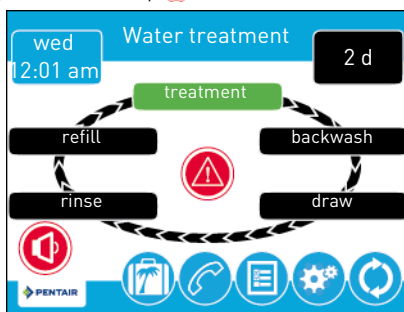 wed
12:01 am
Water treatment
2 d
treatment
refill
backwash
rinse
draw
PENTAIR